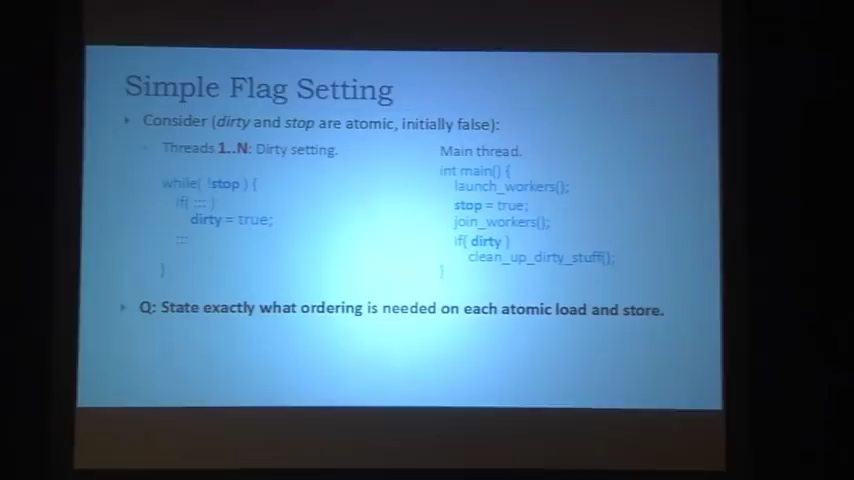 Simple Flag Setting
Consider (dirty and stop are atomic, initially false):
Threads 1..N: Dirty setting.
while( !stop ) {
if( ::: )
dirty = true;
:::
}
Main thread.
int main() {
launch_workers();
stop = true;
join_workers();
if( dirty )
clean_up_dirty_stuff();
}
Q: State exactly what ordering is needed on each atomic load and store.